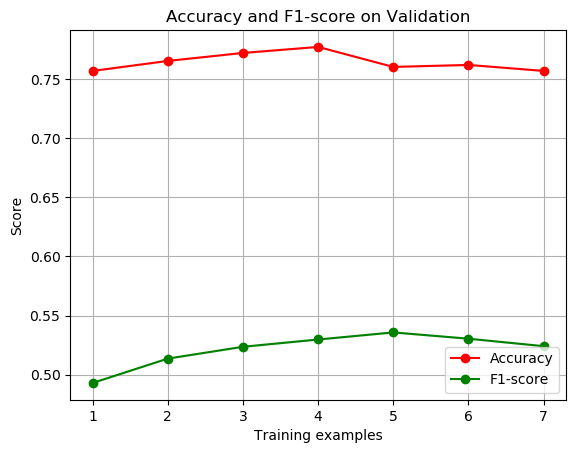 Accuracy and F1-score on Validation
Score
0.75
0.70
0.65
0.60
0.55
0.50
Accuracy
F1-score
1 2 3 4 5 6 7
Training examples